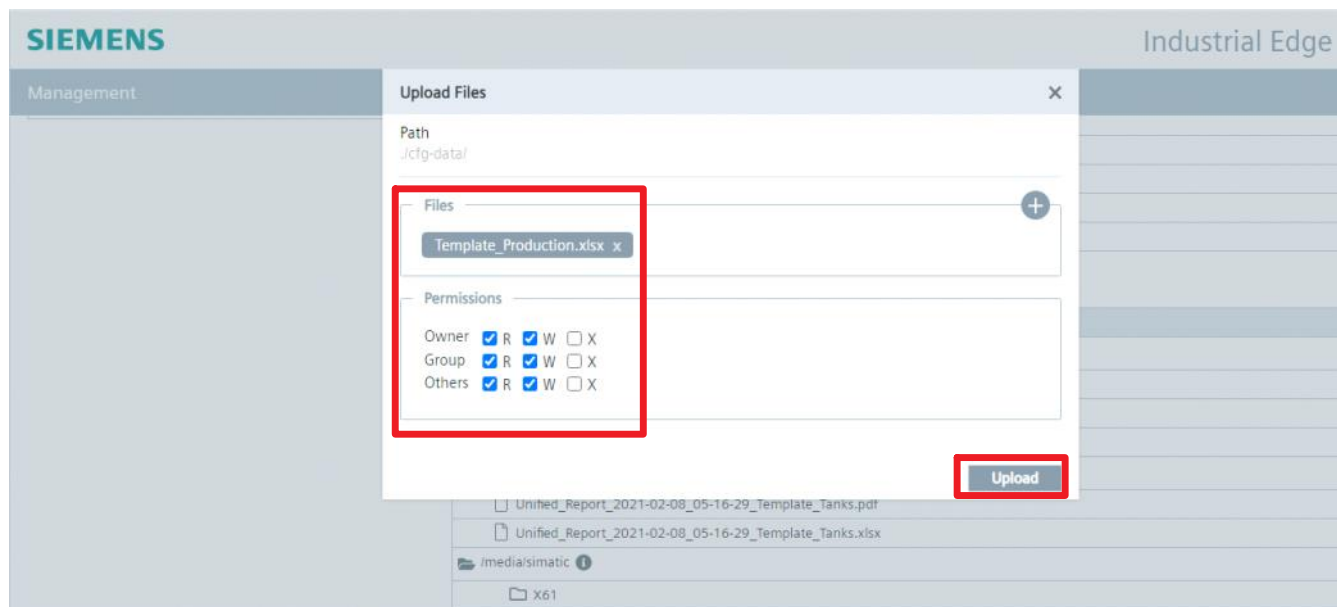 SIEMENS
Industrial Edge
Management
Upload Files
Path
./cfg-data/
Files
Template_Production.xlsx x
Permissions
Owner R W X
Group R W X
Others R W X
Upload
Unified_Report_2021-02-08_05-16-29_Template_Tanks.pdf
Unified_Report_2021-02-08_05-16-29_Template_Tanks.xlsx
/media/simatic
X61